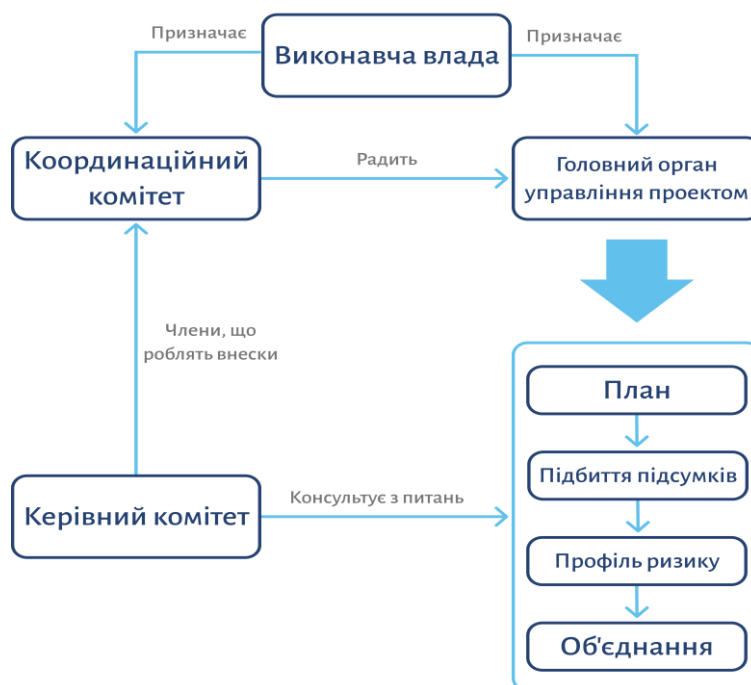 Призначає
Виконавча влада
Призначає
Координаційний
комітет
Радить
Головний орган
управління проектом
Члени, що
роблять внески
План
Підбиття підсумків
Керівний комітет
Консультує з питань
Профіль ризику
Об'єднання